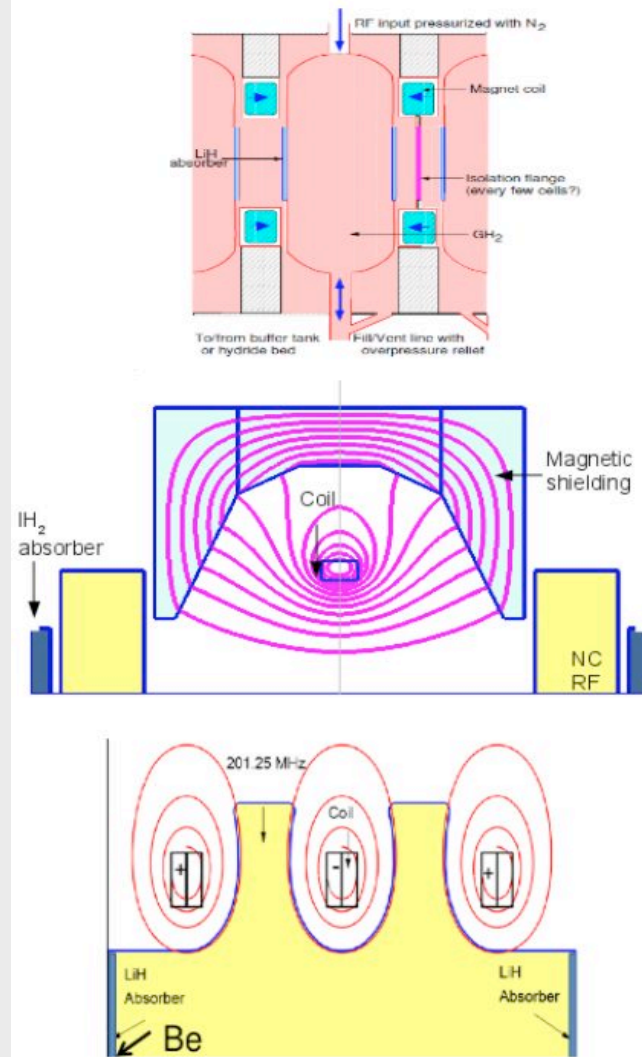 RF input pressurized with N2
Magnet coil
LiH
absorber
Isolation flange
(every few cells?)
GH2
To/from buffer tank
or hydride bed
Fill/Vent line with
overpressure relief
Magnetic
shielding
Coil
lH2
absorber
NC
RF
201.25 MHz
Coil
+
-
+
LiH
Absorber
LiH
Absorber
Be